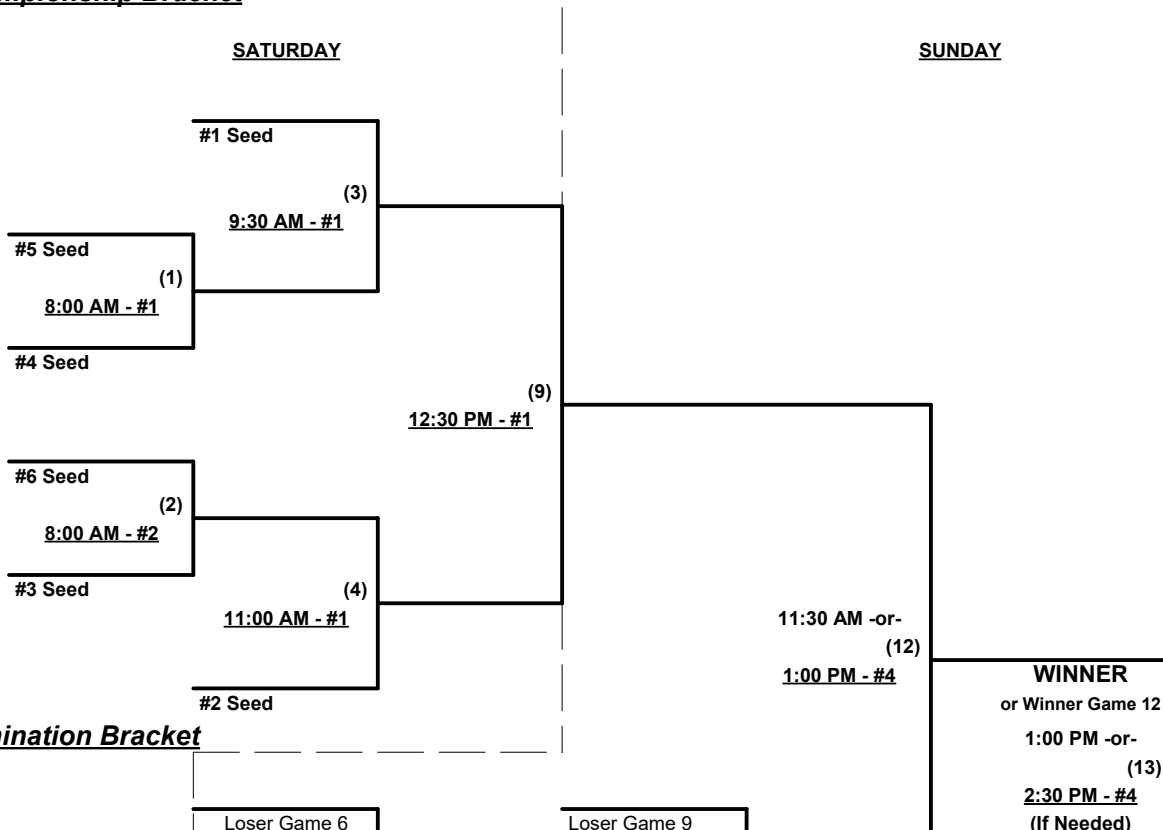 SATURDAY
SUNDAY
#1 Seed
(3)
9:30 AM - #1
#5 Seed
(1)
8:00 AM - #1
#4 Seed
(9)
12:30 PM - #1
#6 Seed
(2)
8:00 AM - #2
#3 Seed
(4)
11:00 AM - #1
11:30 AM -or-
(12)
1:00 PM - #4
WINNER
#2 Seed
or Winner Game 12
Bracket
1:00 PM -or-
(13)
2:30 PM - #4
Loser Game 6
Loser Game 9
(If Needed)